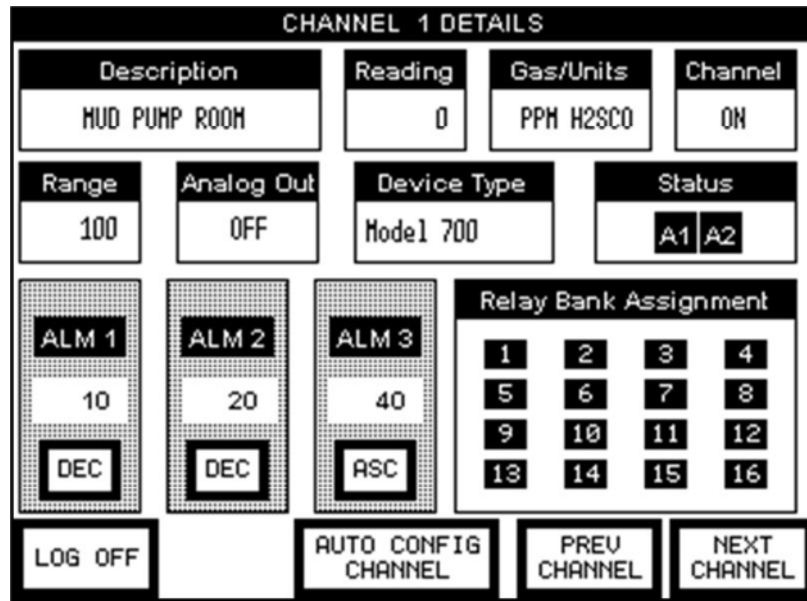 CHANNEL 1 DETAILS
Description Reading Gas/Units Channel
MUD PUMP ROOM 0 PPM H2SCO ON
Range Analog Out Device Type Status
100 OFF Model 700 A1 A2
Relay Bank Assignment
ALM 1 ALM 2 ALM 3
1 2 3 4
10 20 40
5 6 7 8
9 10 11 12
DEC DEC ASC
13 14 15 16
LOG OFF
AUTO CONFIG
CHANNEL
PREV
CHANNEL
NEXT
CHANNEL